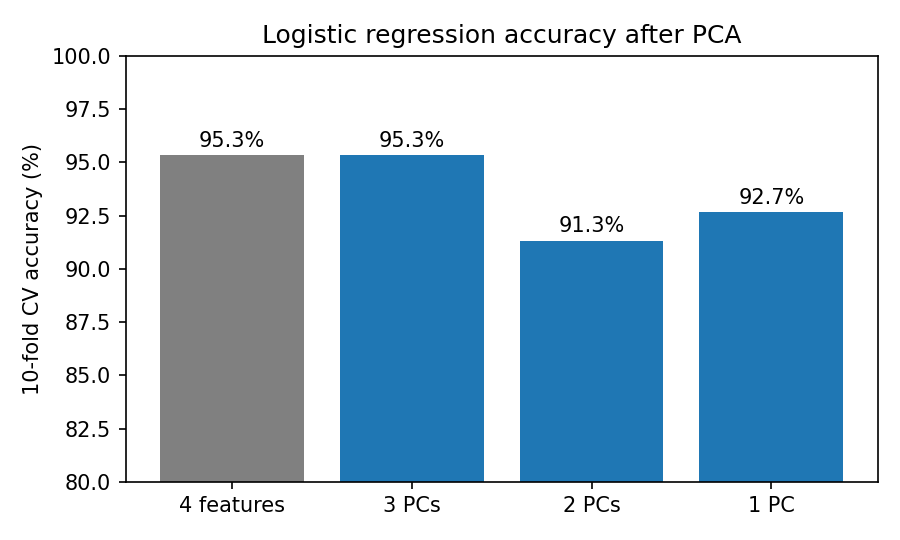 Logistic regression accuracy after PCA
10-fold CV accuracy (%)
100.0
97.5
95.0
92.5
90.0
87.5
85.0
82.5
80.0
95.3%
95.3%
91.3%
92.7%
4 features
3 PCs
2 PCs
1 PC